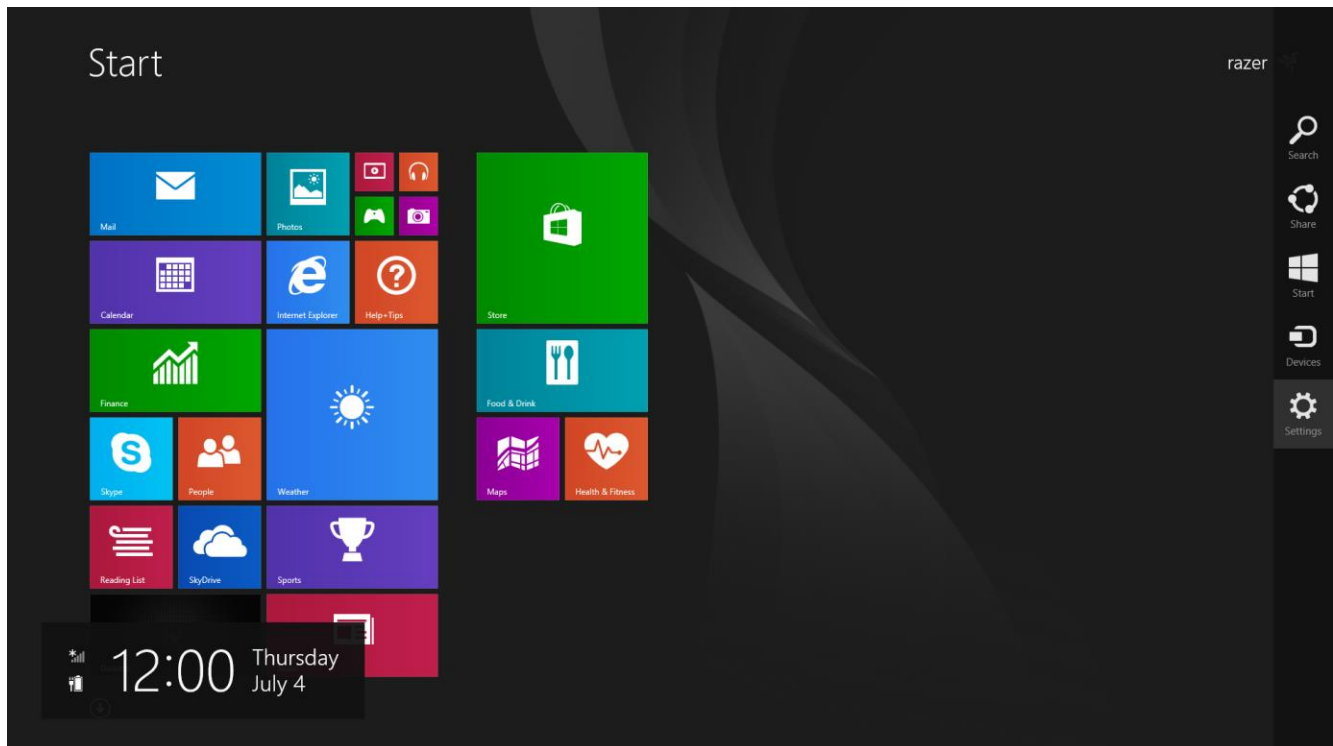 Start
razer
Mail
Photos
Calendar
Internet Explorer
Help+Tips
Store
Finance
Food & Drink
Skype
People
Weather
Maps
Health & Fitness
Reading List
SkyDrive
Sports
12:00
Thursday
July 4
Search
Share
Start
Devices
Settings